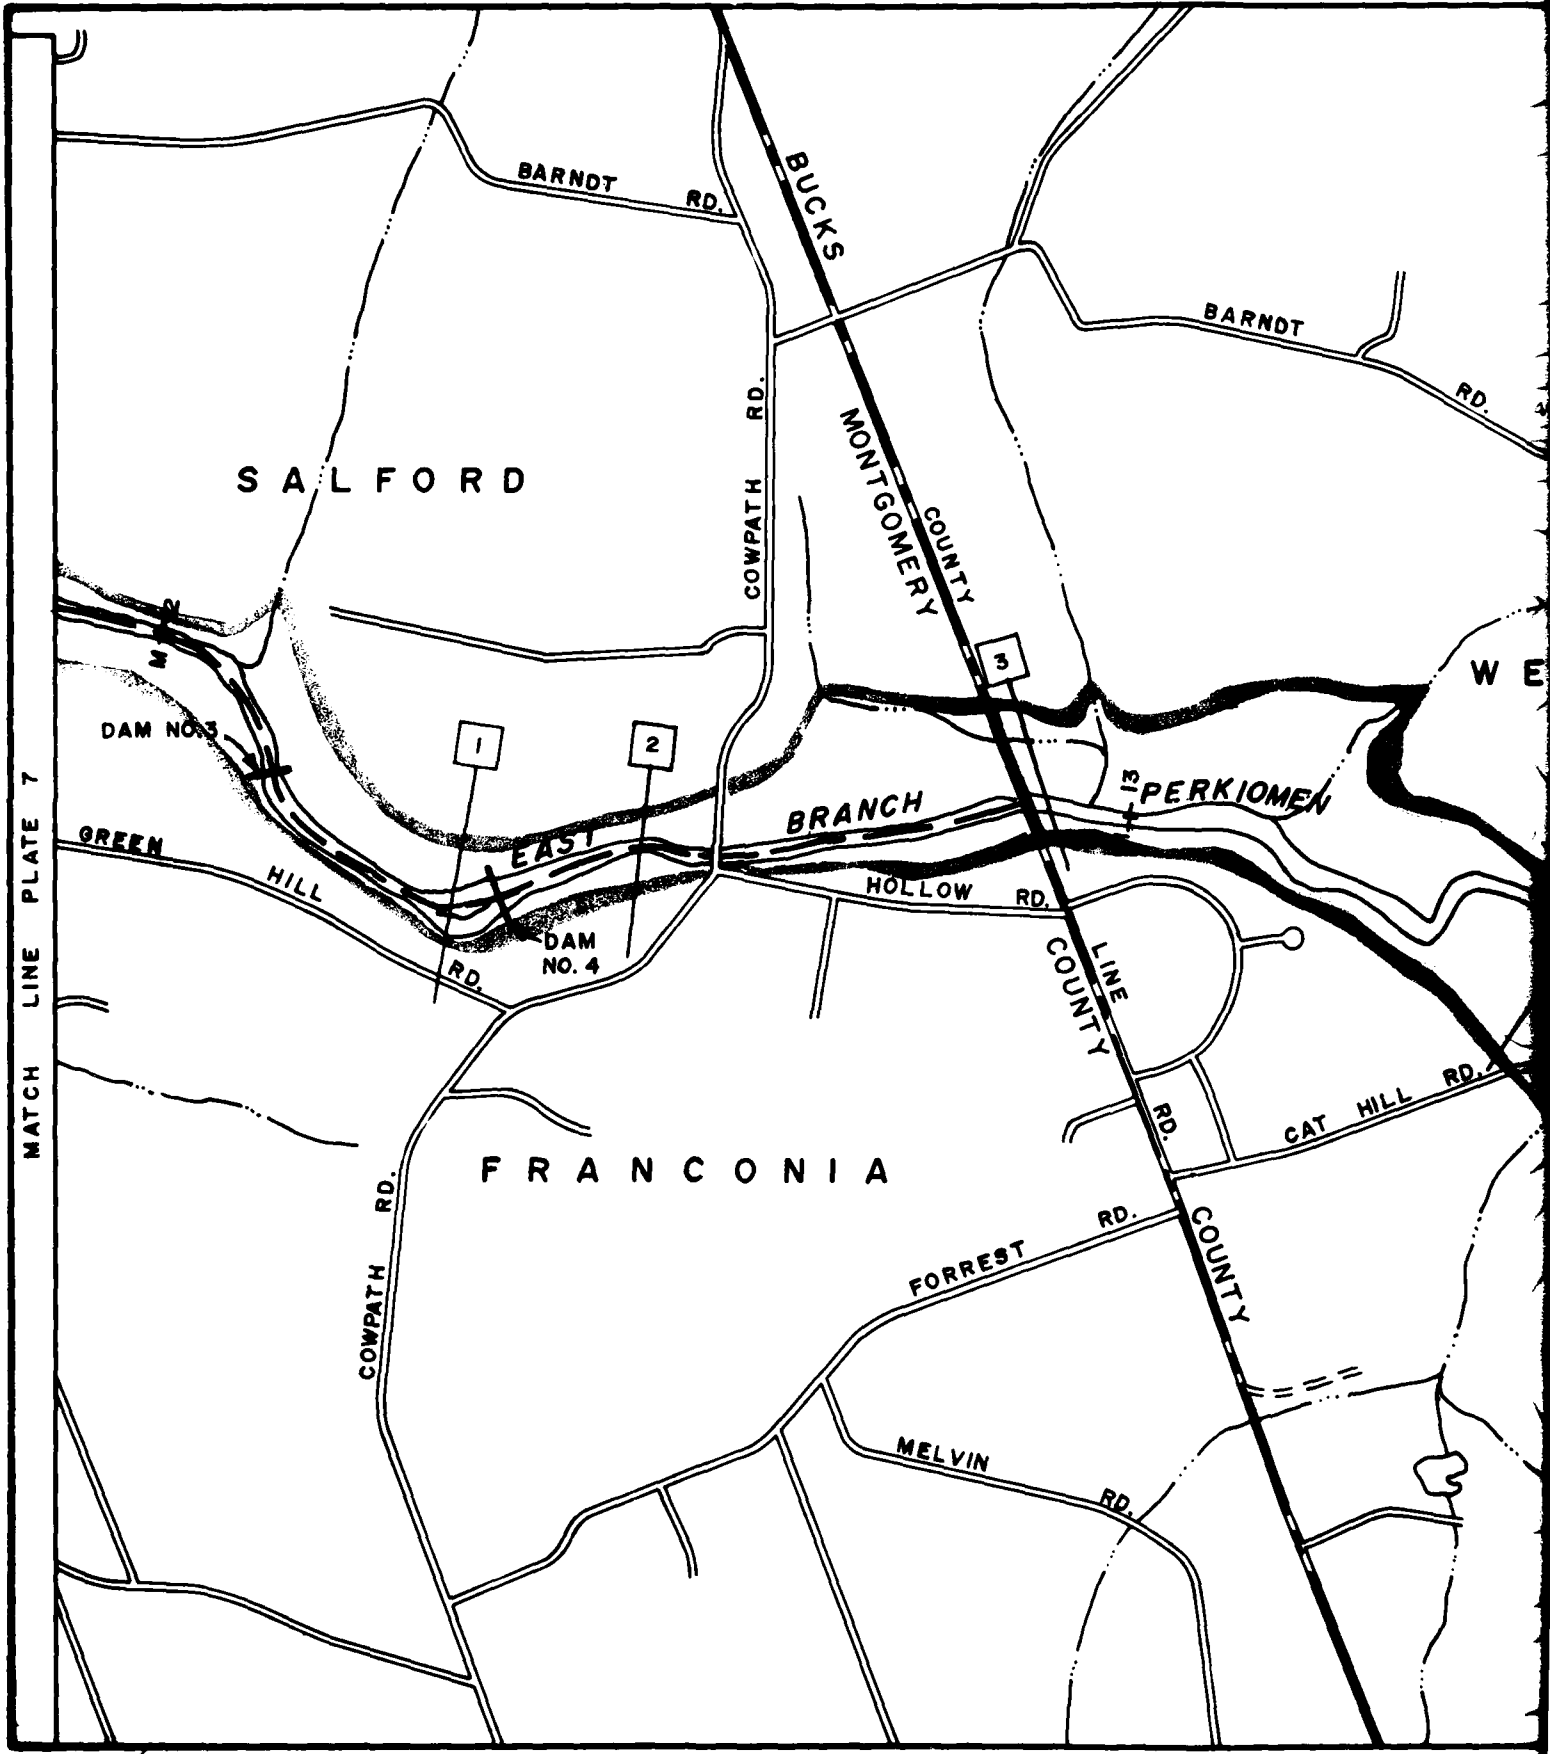 BARNDT RD.
BUCKS
BARNDT RD.
COWPATH RD.
MONTGOMERY
COUNTY
SALFORD
M 12
3
WE
DAM NO. 3
1
2
13
PERKIOMEN
BRANCH
EAST
GREEN HILL RD.
HOLLOW RD.
DAM
NO. 4
LINE
COUNTY
RD.
CAT HILL RD.
MATCH LINE PLATE 7
FRANCONIA
COWPATH RD.
FORREST RD.
COUNTY
MELVIN RD.